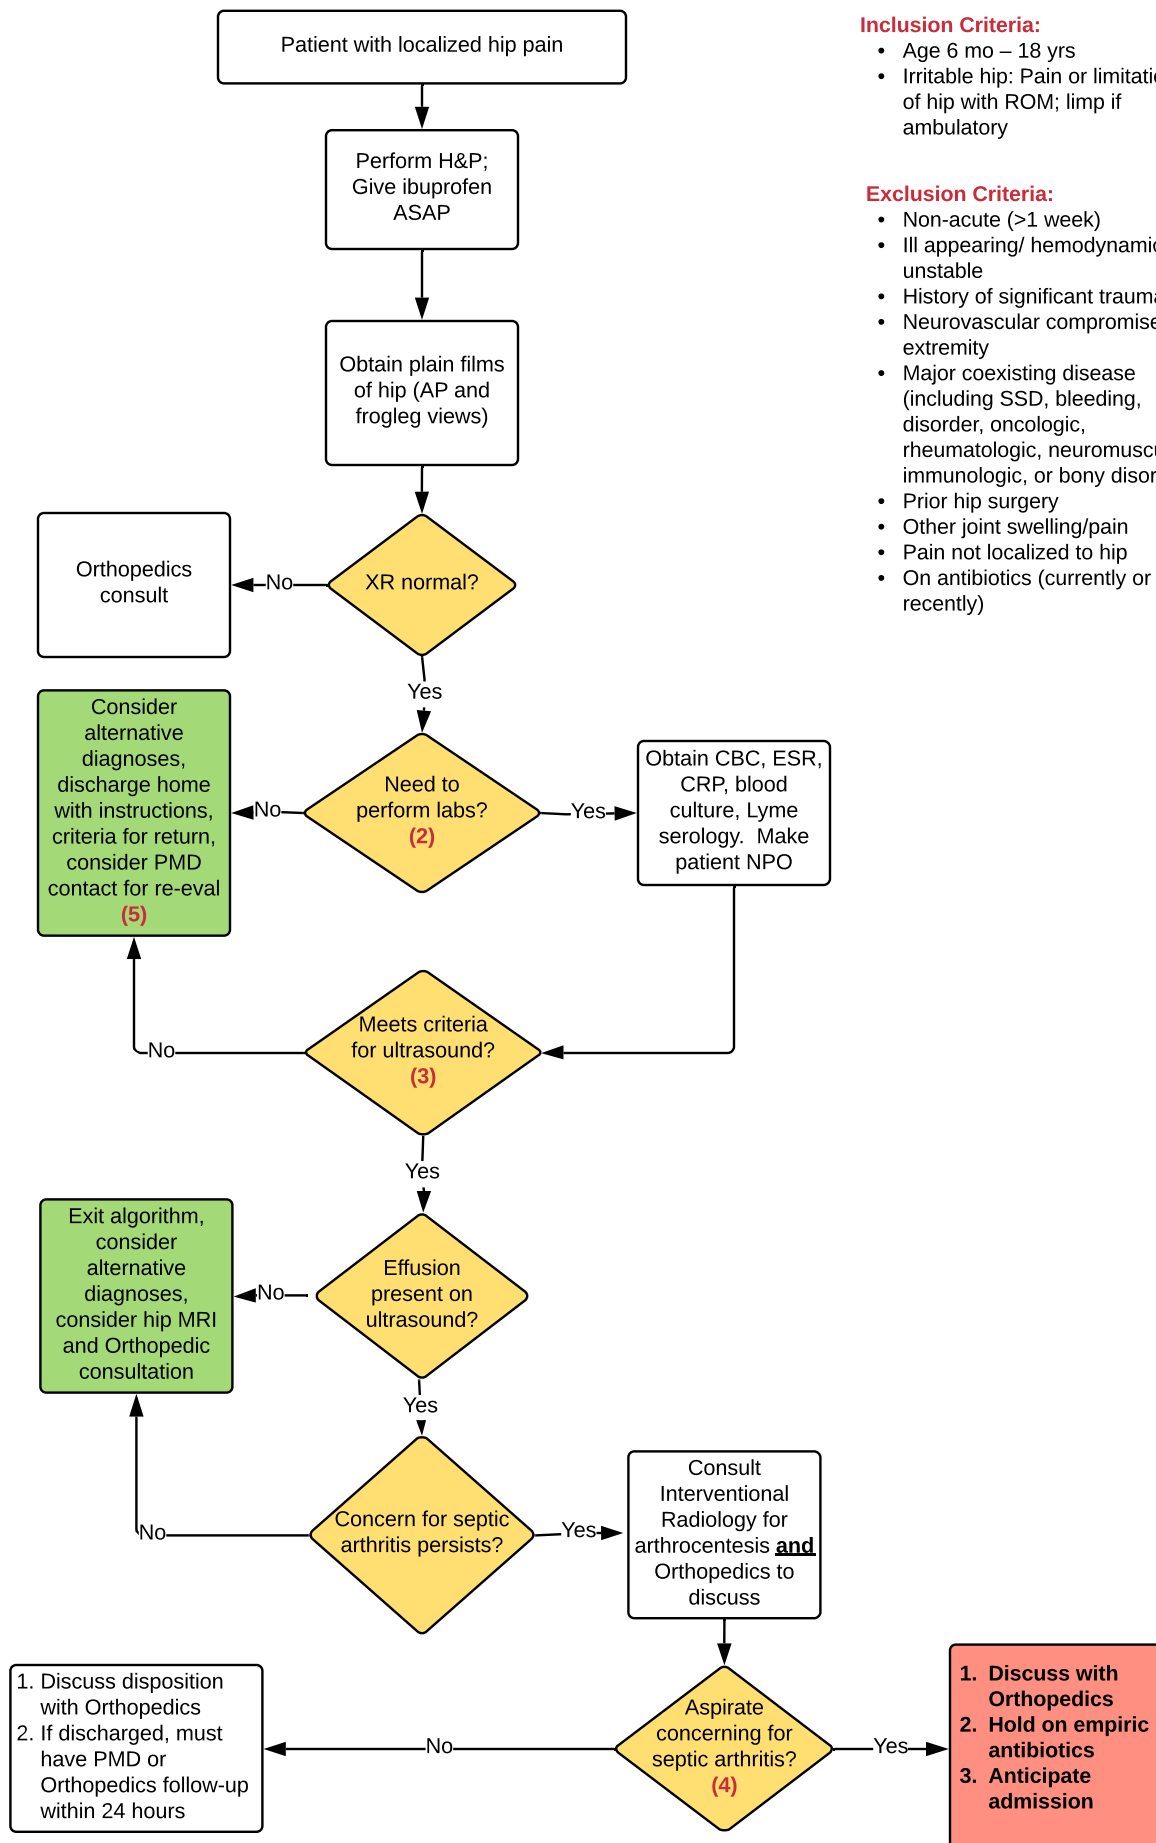 Patient with localized hip pain
Perform H&P;
Give ibuprofen
ASAP
Obtain plain films
of hip (AP and
frogleg views)
XR normal?
No
Orthopedics
consult
Yes
Need to
perform labs?
(2)
No
Consider
alternative
diagnoses,
discharge home
with instructions,
criteria for return,
consider PMD
contact for re-eval
(5)
Yes
Obtain CBC, ESR,
CRP, blood
culture, Lyme
serology. Make
patient NPO
Meets criteria
for ultrasound?
(3)
No
Yes
Effusion
present on
ultrasound?
No
Exit algorithm,
consider
alternative
diagnoses,
consider hip MRI
and Orthopedic
consultation
Yes
Concern for septic
arthritis persists?
No
Yes
Consult
Interventional
Radiology for
arthrocentesis and
Orthopedics to
discuss
Aspirate
concerning for
septic arthritis?
(4)
No
1. Discuss disposition
with Orthopedics
2. If discharged, must
have PMD or
Orthopedics follow-up
within 24 hours
Yes
1. Discuss with
Orthopedics
2. Hold on empiric
antibiotics
3. Anticipate
admission
Inclusion Criteria:
• Age 6 mo – 18 yrs
• Irritable hip: Pain or
of hip with ROM; limp if
ambulatory
Exclusion Criteria:
• Non-acute (>1 week)
• Ill appearing/
unstable
• History of significant
• Neurovascular
extremity
• Major coexisting disease
(including SSD, bleeding,
disorder, oncologic,
rheumatologic,
immunologic, or bony
• Prior hip surgery
• Other joint swelling/pain
• Pain not localized to hip
• On antibiotics (currently or
recently)